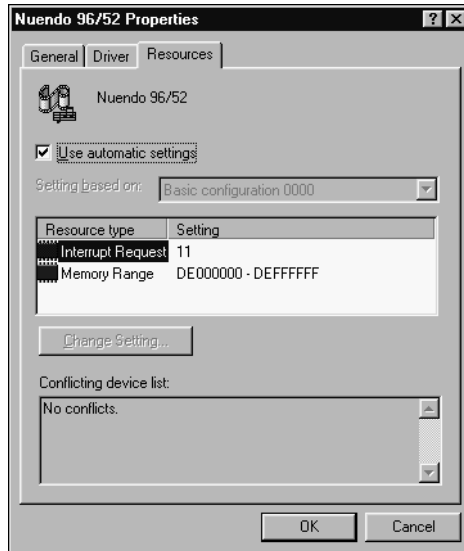 Nuendo 96/52 Properties
General Driver Resources
Nuendo 96/52
Use automatic settings
Setting based on: Basic configuration 0000
Resource type Setting
Interrupt Request 11
Memory Range DE000000 - DEFFFFFF
Change Setting...
Conflicting device list:
No conflicts.
OK Cancel